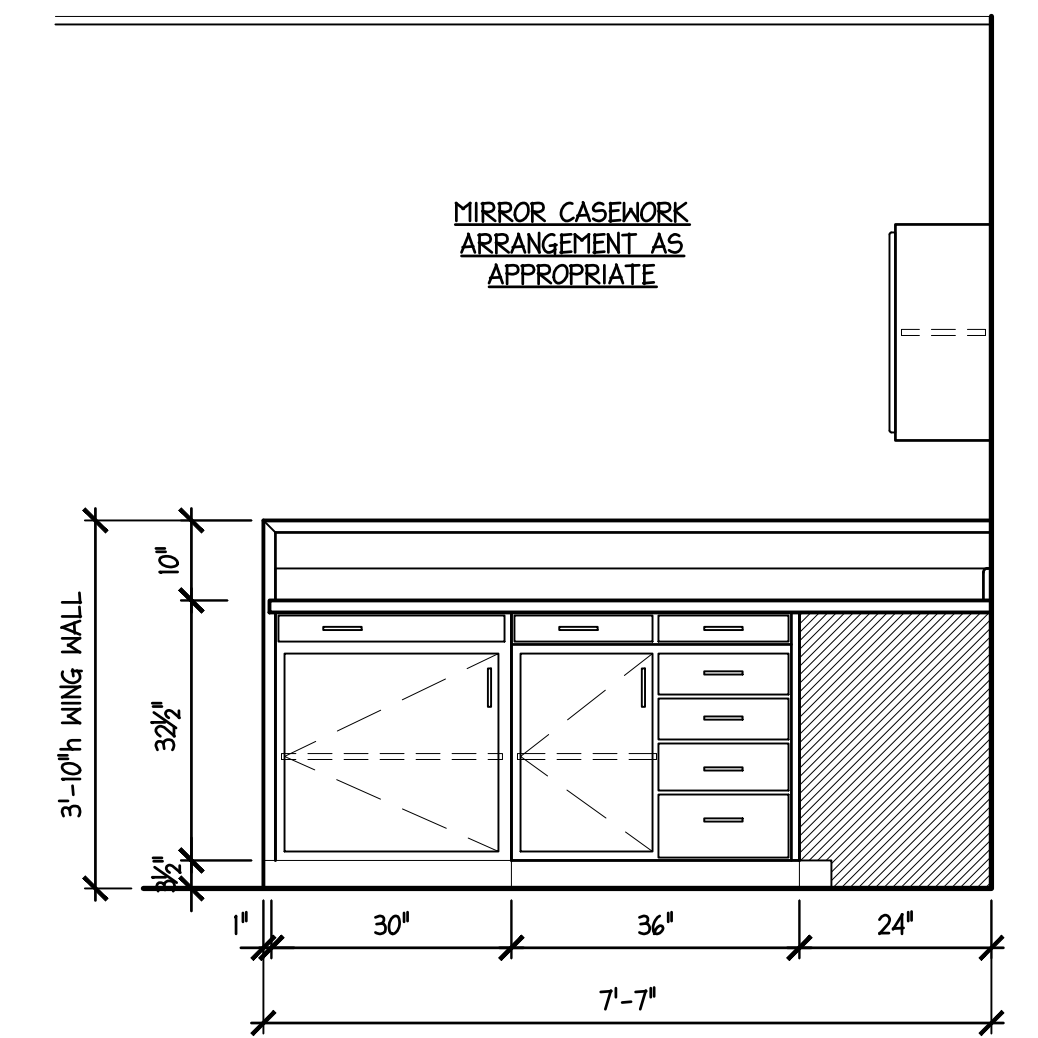 MIRROR CASEWORK
ARRANGEMENT AS
APPROPRIATE
10"
3'-10"h WING WALL
32½"
3½"
1"
30"
36"
24"
7'-7"